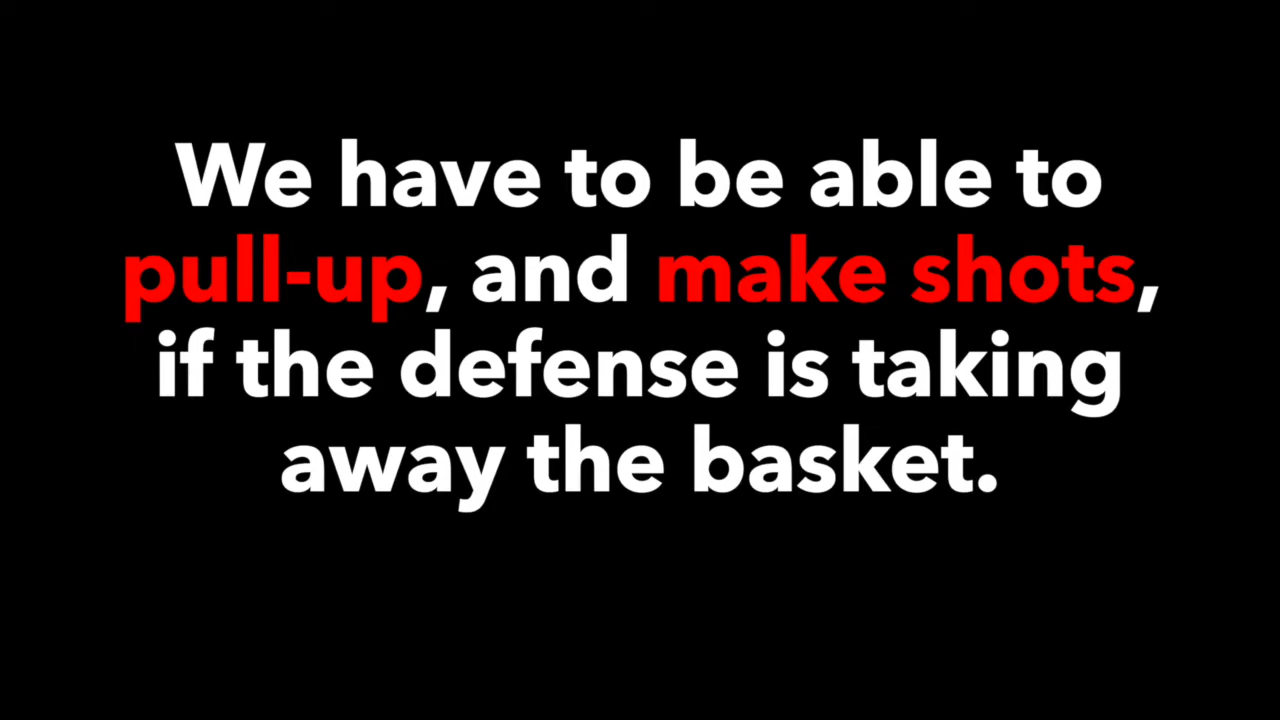 We have to be able to
pull-up, and make shots,
if the defense is taking
away the basket.